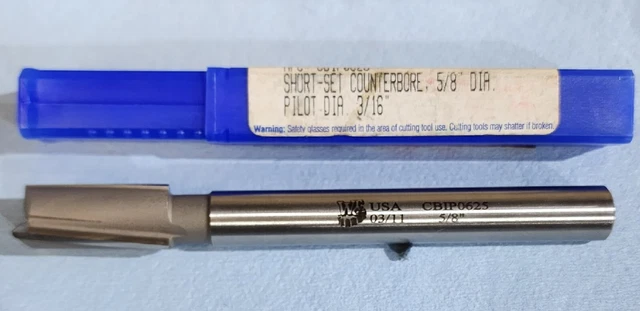 SHORT-SET COUNTERBORE, 5/8" DIA.
PILOT DIA 3/16"
Warning: Safety glasses required in the area of cutting tool use. Cutting tools may shatter if broken.
USA CBIP0625
03/11 5/8"